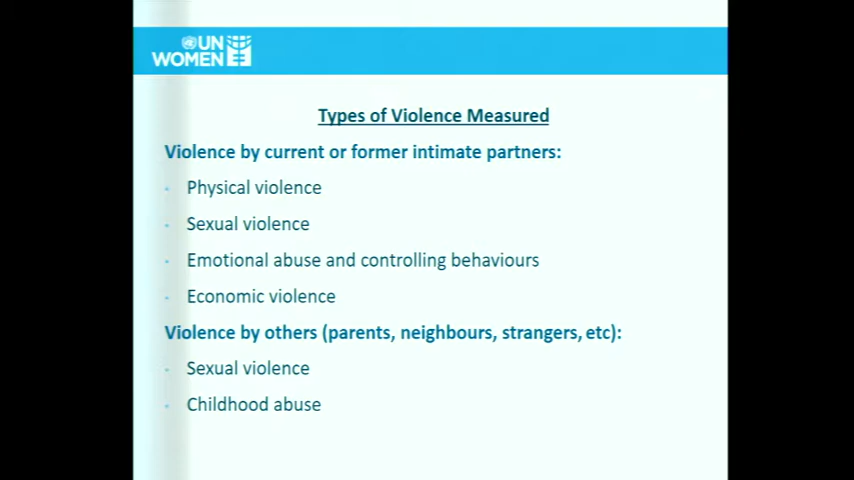 UN
WOMEN
Types of Violence Measured
Violence by current or former intimate partners:
Physical violence
Sexual violence
Emotional abuse and controlling behaviours
Economic violence
Violence by others (parents, neighbours, strangers, etc):
Sexual violence
Childhood abuse